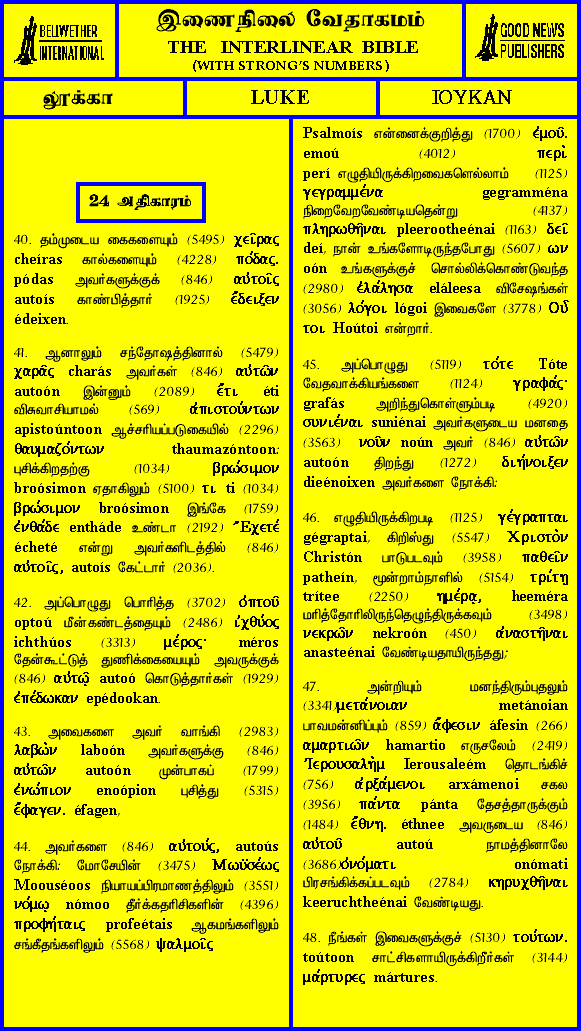 BELLWETHER
INTERNATIONAL
இணைநிலை வேதாகமம்
THE INTERLINEAR BIBLE
(WITH STRONG'S NUMBERS)
GOOD NEWS
PUBLISHERS
லூக்கா
LUKE
ΙΟΥΚΑΝ
24 அதிகாரம்
40. தம்முடைய கைகளையும் (5495) χεῖρας
cheíras கால்களையும் (4228) πόδας.
pódas அவர்களுக்குக் (846) αὐτοῖς
autoís காண்பித்தார் (1925) ἔδειξεν
édeixen.
41. ஆனாலும் சந்தோஷத்தினால் (5479)
χαρᾶς charás அவர்கள் (846) αὐτῶν
autoón இன்னும் (2089) ἔτι éti
விசுவாசியாமல் (569) ἀπιστούντων
apistoúntoon ஆச்சரியப்படுகையில் (2296)
θαυμαζόντων thaumazóntoon:
புசிக்கிறதற்கு (1034) βρώσιμον
broósimon ஏதாகிலும் (5100) τι ti (1034)
βρώσιμον broósimon இங்கே (1759)
ἐνθάδε entháde உண்டா (2192) Ἔχετέ
écheté என்று அவர்களிடத்தில் (846)
αὐτοῖς, autoís கேட்டார் (2036).
42. அப்பொழுது பொரித்த (3702) ὀπτοῦ
optoú மீன்கண்டத்தையும் (2486) ἰχθύος
ichthúos (3313) μέρος· méros
தேன்கூட்டுத் துணிக்கையையும் அவருக்குக்
(846) αὐτῷ autoó கொடுத்தார்கள் (1929)
ἐπέδωκαν epédookan.
43. அவைகளை அவர் வாங்கி (2983)
λαβὼν laboón அவர்களுக்கு (846)
αὐτῶν autoón முன்பாகப் (1799)
ἐνώπιον enoópion புசித்து (5315)
ἔφαγεν. éfagen,
44. அவர்களை (846) αὐτούς, autoús
நோக்கி: மோசேயின் (3475) Μωϋσέως
Moouséoos நியாயப்பிரமாணத்திலும் (3551)
νόμῳ nómoo தீர்க்கதரிசிகளின் (4396)
προφήταις profeétais ஆகமங்களிலும்
சங்கீதங்களிலும் (5568) ψαλμοῖς
Psalmoís என்னைக்குறித்து (1700) ἐμοῦ.
emoú (4012) περὶ
perí எழுதியிருக்கிறவைகளெல்லாம் (1125)
γεγραμμένα gegramména
நிறைவேறவேண்டியதென்று (4137)
πληρωθῆναι pleerootheénai (1163) δεῖ
deí, நான் உங்களோடிருந்தபோது (5607) ων
oón உங்களுக்குச் சொல்லிக்கொண்டுவந்த
(2980) ἐλάλησα eláleesa விசேஷங்கள்
(3056) λόγοι lógoi இவைகளே (3778) Οὗ
τοι Hoútoi என்றார்.
45. அப்பொழுது (5119) τότε Tóte
வேதவாக்கியங்களை (1124) γραφάς·
grafás அறிந்துகொள்ளும்படி (4920)
συνιέναι suniénai அவர்களுடைய மனதை
(3563) νοῦν noún அவர் (846) αὐτῶν
autoón திறந்து (1272) διήνοιξεν
dieénoixen அவர்களை நோக்கி:
46. எழுதியிருக்கிறபடி (1125) γέγραπται
gégraptai, கிறிஸ்து (5547) Χριστὸν
Christón பாடுபடவும் (3958) παθεῖν
patheín, மூன்றாம்நாளில் (5154) τρίτῃ
trítee (2250) ημέρᾳ, heeméra
மரித்தோரிலிருந்தெழுந்திருக்கவும் (3498)
νεκρῶν nekroón (450) ἀναστῆναι
anasteénai வேண்டியதாயிருந்தது;
47. அன்றியும் மனந்திரும்புதலும்
(3341)μετάνοιαν metánoian
பாவமன்னிப்பும் (859) ἄφεσιν áfesin (266)
αμαρτιῶν hamartio எருசலேம் (2419)
Ἰερουσαλὴμ Ierousaleém தொடங்கிச்
(756) ἀρξάμενοι arxámenoi சகல
(3956) πάντα pánta தேசத்தாருக்கும்
(1484) ἔθνη. éthnee அவருடைய (846)
αὐτοῦ autoú நாமத்தினாலே
(3686)ὀνόματι onómati
பிரசங்கிக்கப்படவும் (2784) κηρυχθῆναι
keeruchtheénai வேண்டியது.
48. நீங்கள் இவைகளுக்குச் (5130) τούτων.
toútoon சாட்சிகளாயிருக்கிறீர்கள் (3144)
μάρτυρες mártures.